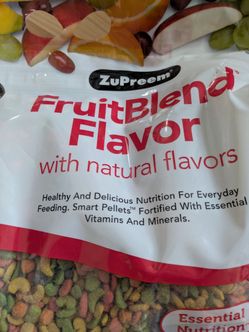 ZuPreem
FruitBlend
Flavor
with natural flavors
Healthy And Delicious Nutrition For Everyday
Feeding. Smart Pellets™ Fortified With Essential
Vitamins And Minerals.
Essential
Nutrition